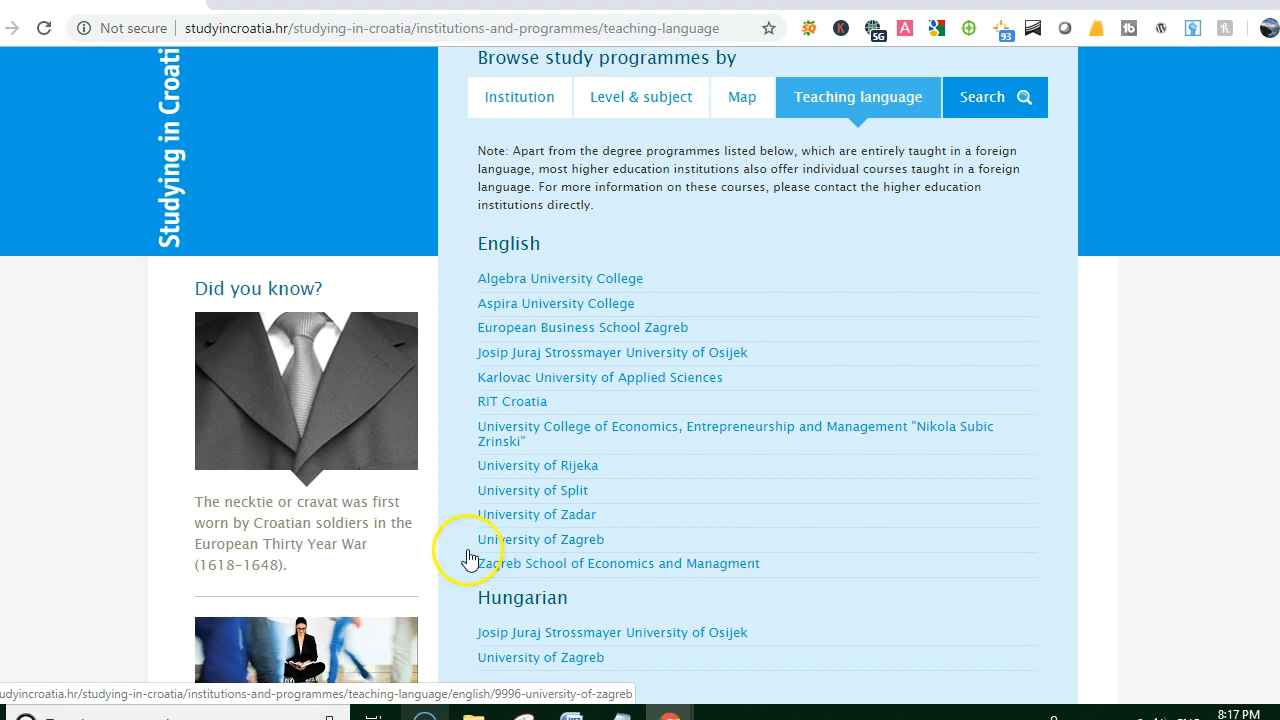 Not secure
studyincroatia.hr/studying-in-croatia/institutions-and-programmes/teaching-language
SG
93
Studying in Croati
Browse study programmes by
Institution
Level & subject
Map
Teaching language
Search
Note: Apart from the degree programmes listed below, which are entirely taught in a foreign
language, most higher education institutions also offer individual courses taught in a foreign
language. For more information on these courses, please contact the higher education
institutions directly.
English
Algebra University College
Aspira University College
European Business School Zagreb
Josip Juraj Strossmayer University of Osijek
Karlovac University of Applied Sciences
RIT Croatia
University College of Economics, Entrepreneurship and Management "Nikola Subic
Zrinski"
University of Rijeka
University of Split
University of Zadar
University of Zagreb
Zagreb School of Economics and Managment
Hungarian
Josip Juraj Strossmayer University of Osijek
University of Zagreb
Did you know?
The necktie or cravat was first
worn by Croatian soldiers in the
European Thirty Year War
(1618-1648).
udyincroatia.hr/studying-in-croatia/institutions-and-programmes/teaching-language/english/9996-university-of-zagreb
8:17 PM